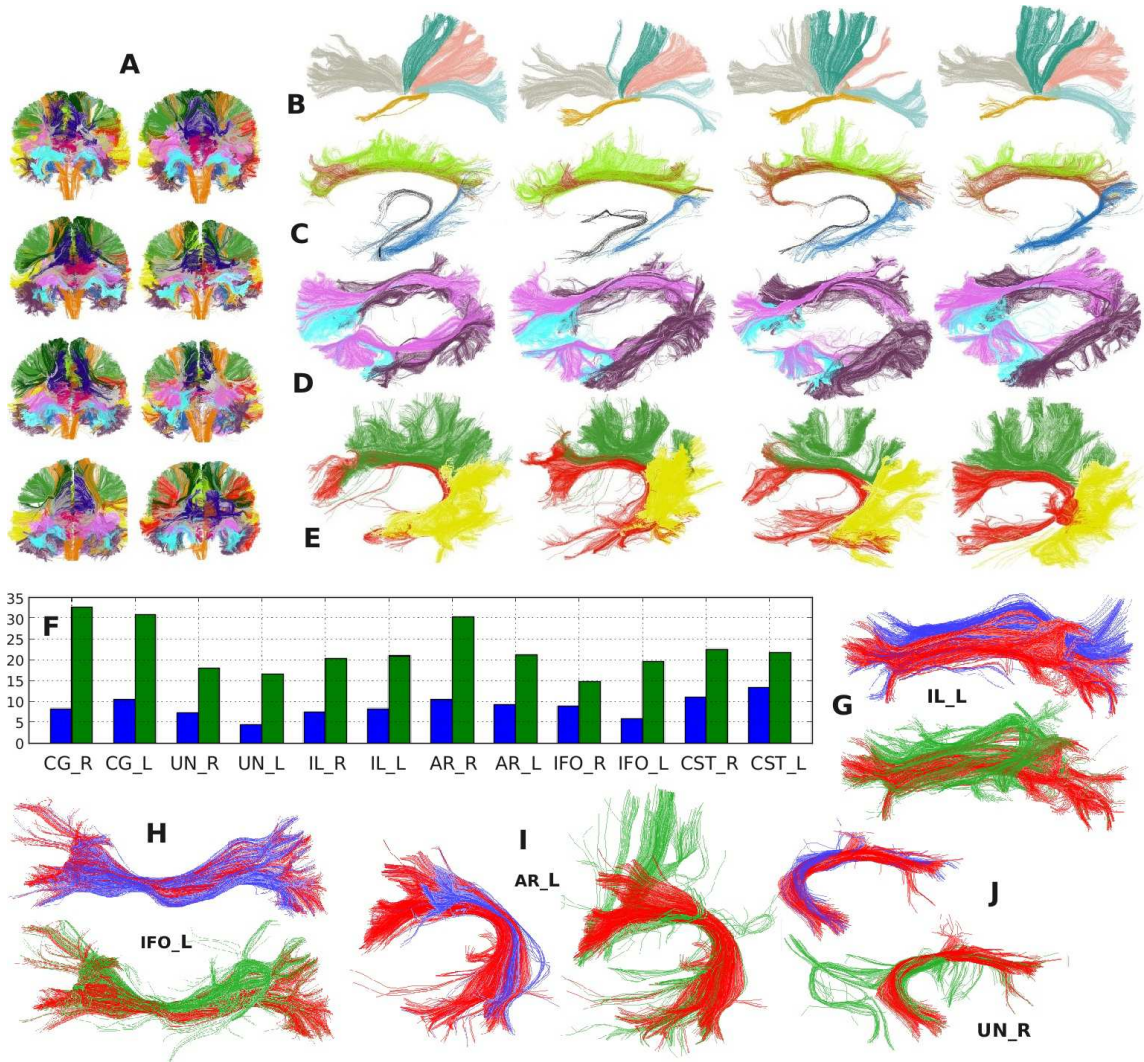 A
B
C
D
E
F
35
30
25
20
15
10
5
0
CG_R CG_L UN_R UN_L IL_R IL_L AR_R AR_L IFO_R IFO_L CST_R CST_L
G
IL_L
H
IFO_L
I
AR_L
J
UN_R